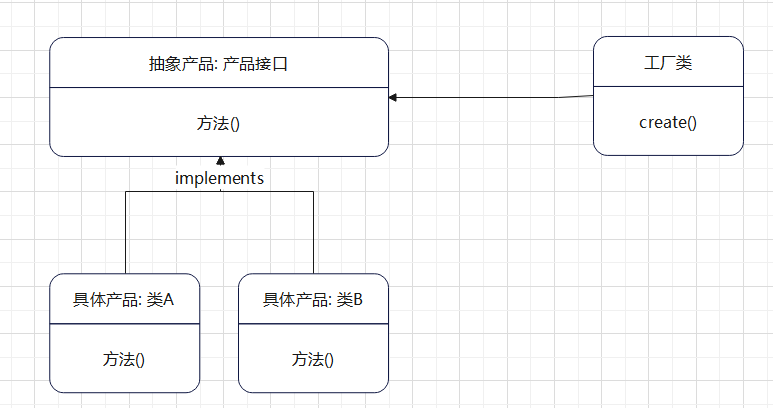 抽象产品: 产品接口
方法()
工厂类
create()
implements
具体产品: 类A
方法()
具体产品: 类B
方法()